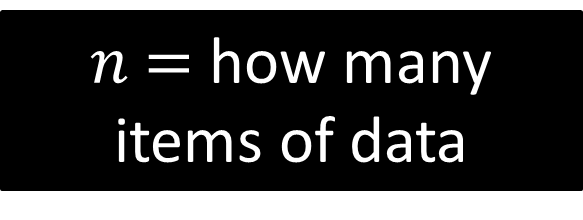 n = how many
items of data